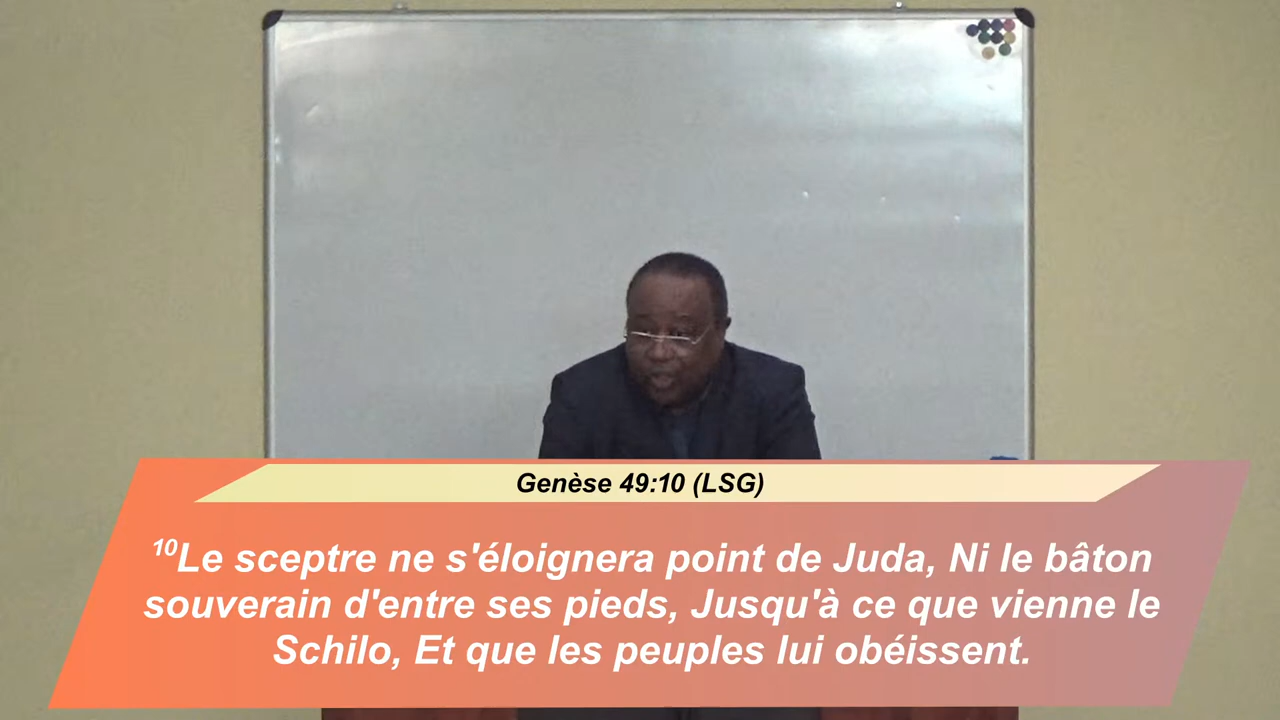 Genèse 49:10 (LSG)
¹⁰Le sceptre ne s'éloignera point de Juda, Ni le bâton
souverain d'entre ses pieds, Jusqu'à ce que vienne le
Schilo, Et que les peuples lui obéissent.